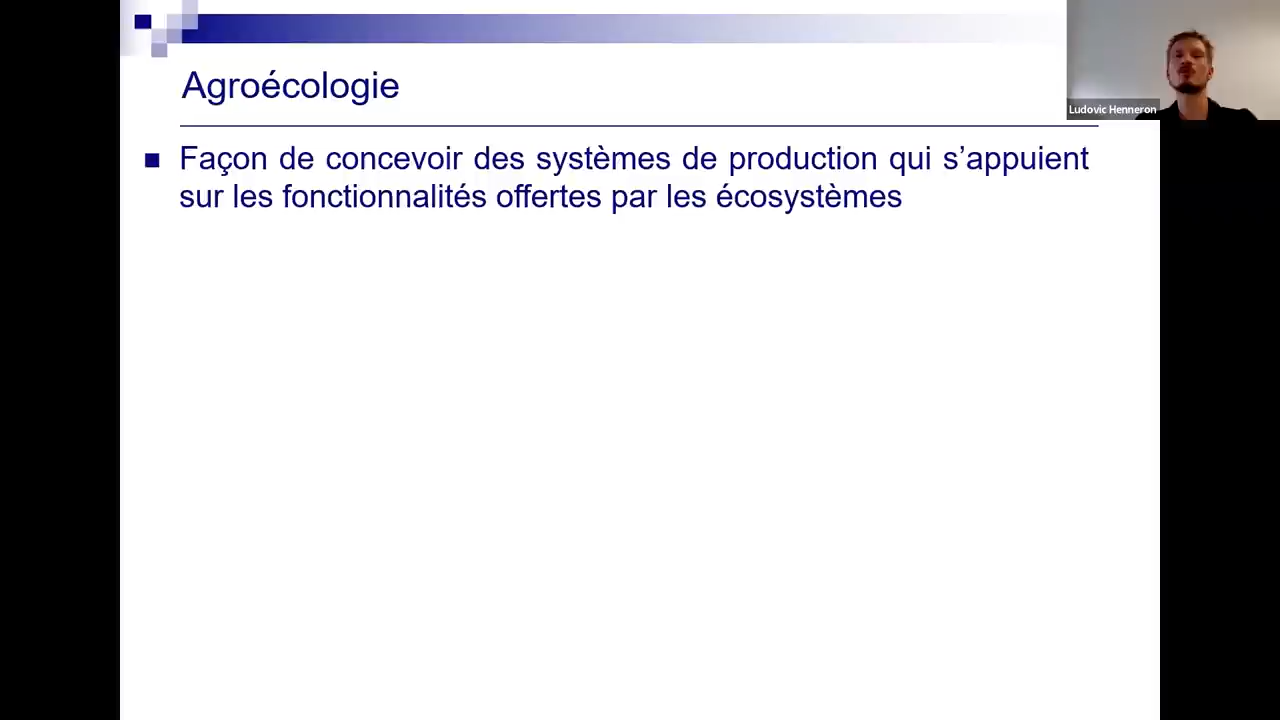 Agroécologie
Ludovic Henneron
Façon de concevoir des systèmes de production qui s’appuient
sur les fonctionnalités offertes par les écosystèmes